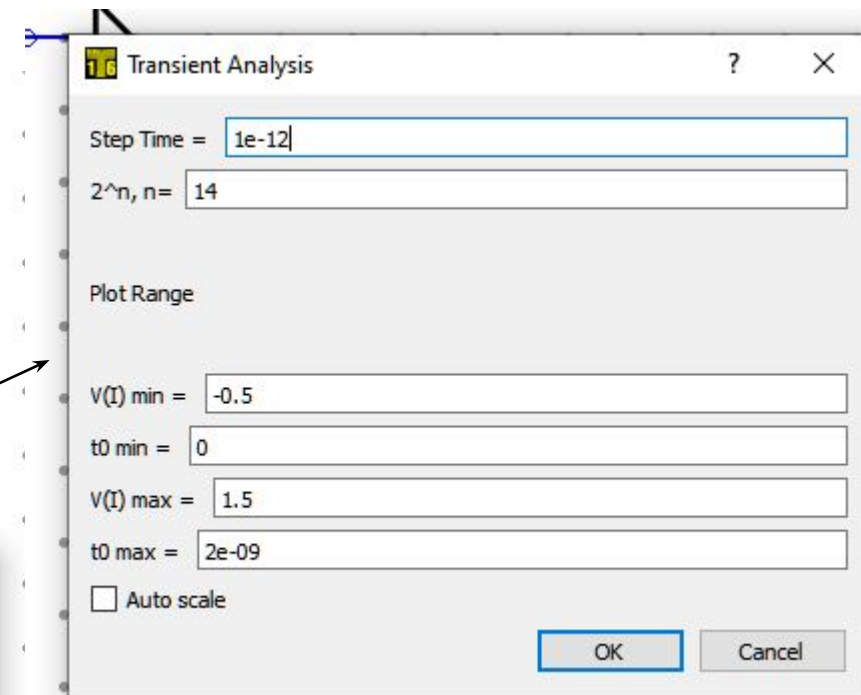 Transient Analysis ? ×
Step Time = 1e-12
2^n, n= 14
Plot Range
V(I) min = -0.5
t0 min = 0
V(I) max = 1.5
t0 max = 2e-09
Auto scale
OK Cancel